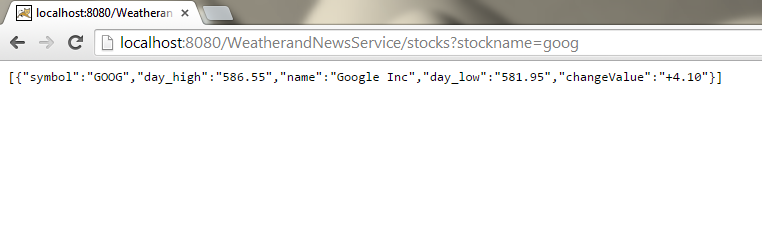 localhost:8080/Weatheran
localhost:8080/WeatherandNewsService/stocks?stockname=goog
[{"symbol":"GOOG","day_high":"586.55","name":"Google Inc","day_low":"581.95","changeValue":"+4.10"}]